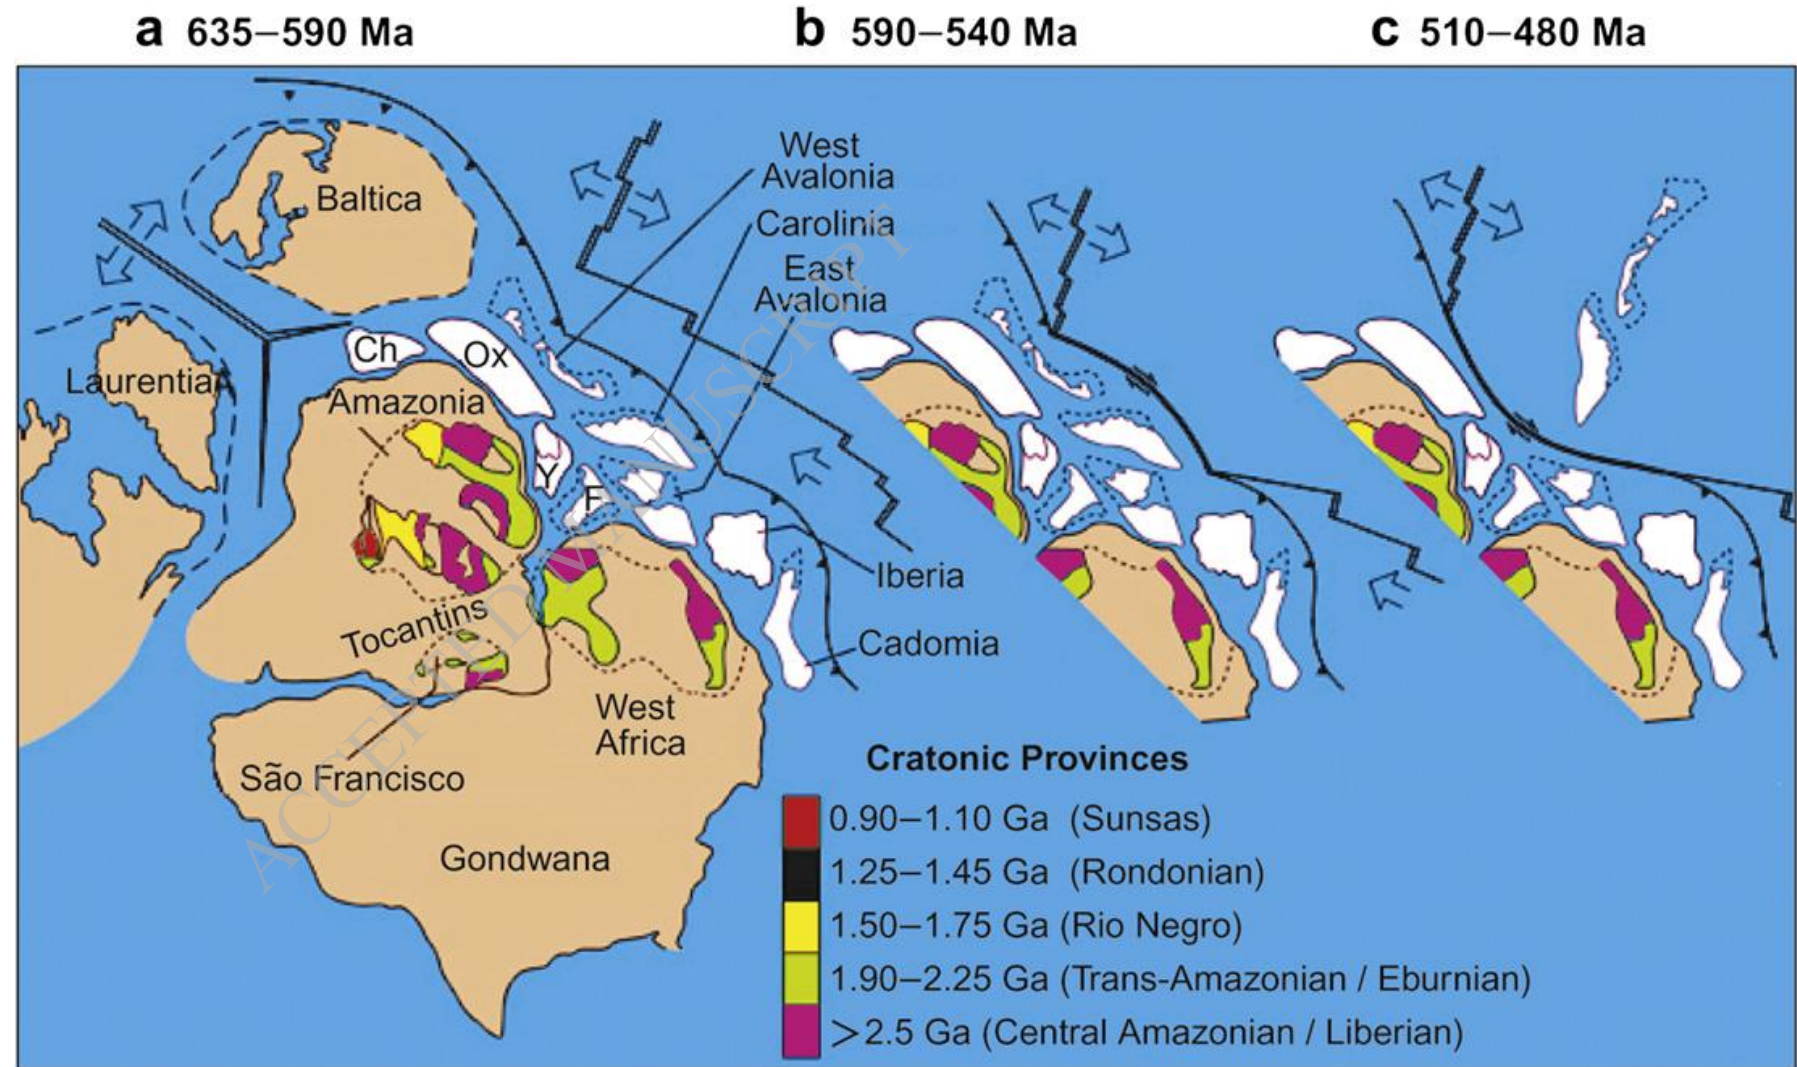 a 635–590 Ma
b 590–540 Ma
c 510–480 Ma
Baltica
West
Avalonia
Carolinia
East
Avalonia
Laurentia
Ch
Ox
Amazonia
Y
F
Iberia
Tocantins
Cadomia
West
Africa
São Francisco
Gondwana
ACCEPTED MANUSCRIPT
Cratonic Provinces
0.90–1.10 Ga (Sunsas)
1.25–1.45 Ga (Rondonian)
1.50–1.75 Ga (Rio Negro)
1.90–2.25 Ga (Trans-Amazonian / Eburnian)
>2.5 Ga (Central Amazonian / Liberian)